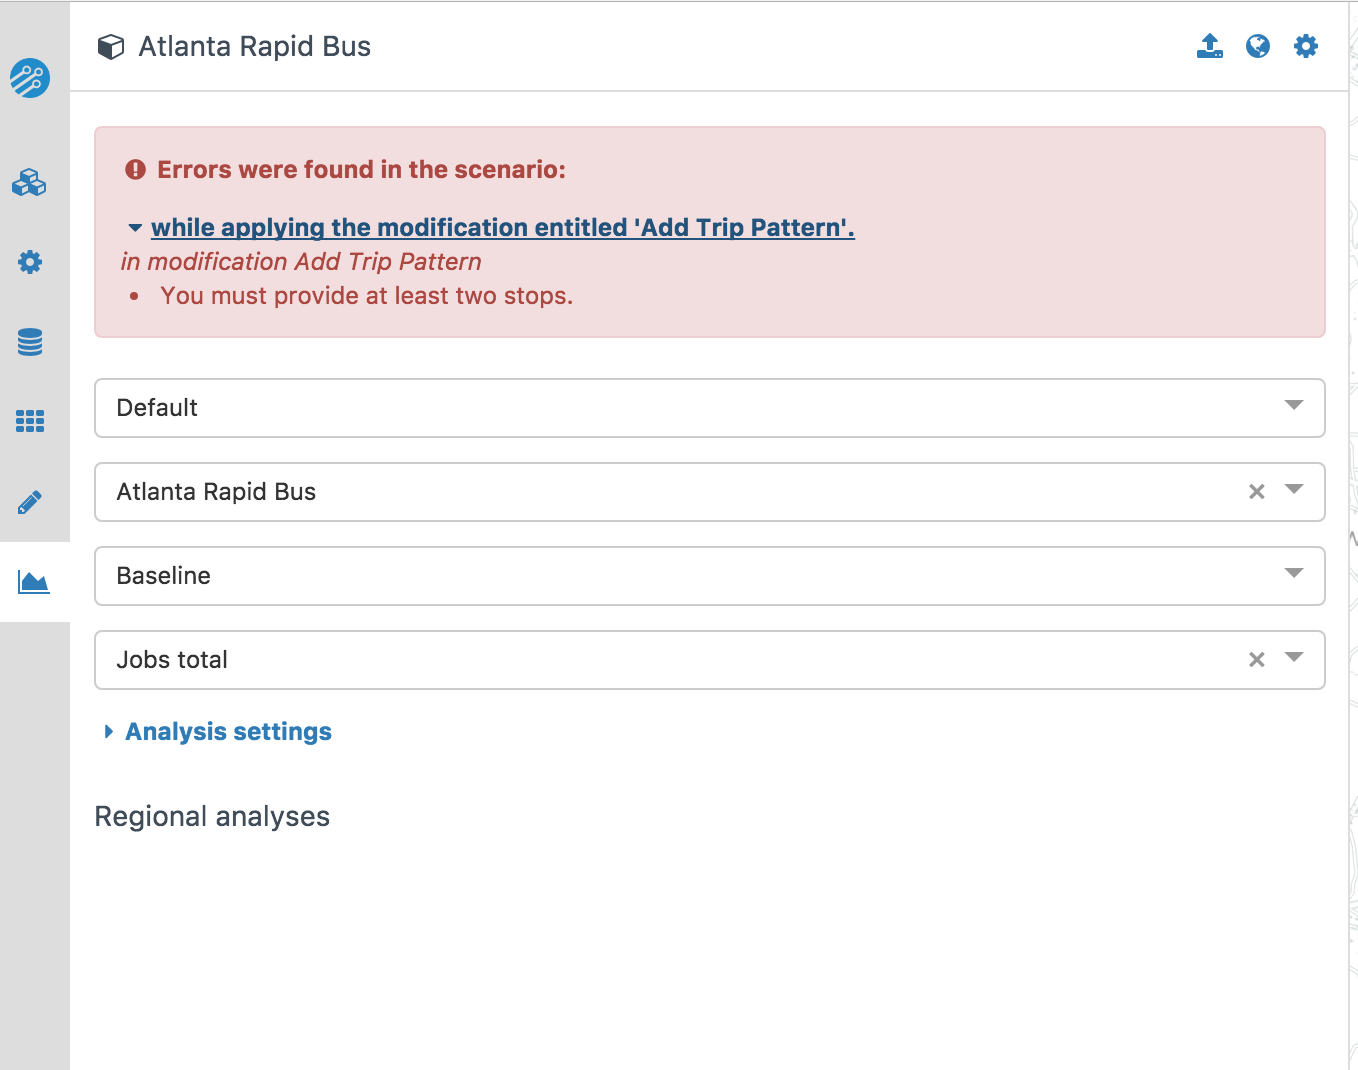 Atlanta Rapid Bus
Errors were found in the scenario:
while applying the modification entitled 'Add Trip Pattern'.
in modification Add Trip Pattern
• You must provide at least two stops.
Default
Atlanta Rapid Bus
Baseline
Jobs total
Analysis settings
Regional analyses